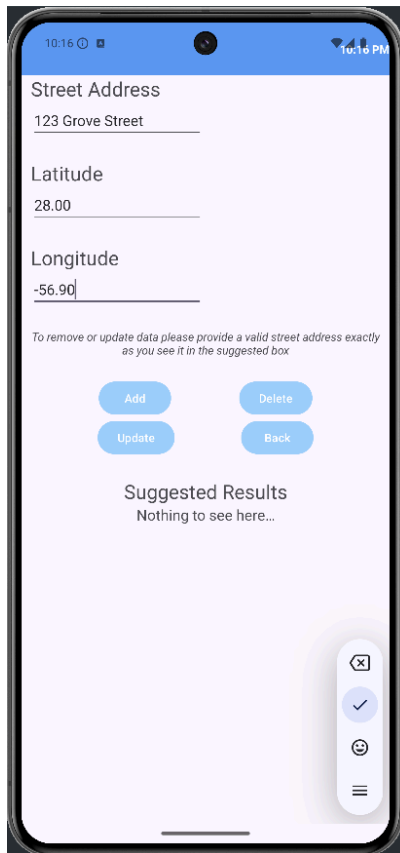 10:16
10:16 PM
Street Address
123 Grove Street
Latitude
28.00
Longitude
-56.90
To remove or update data please provide a valid street address exactly
as you see it in the suggested box
Add Delete
Update Back
Suggested Results
Nothing to see here...